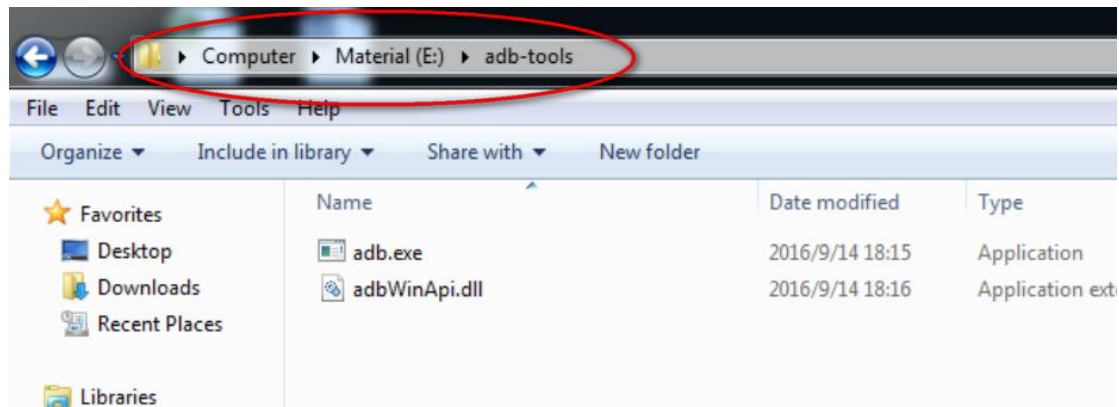 Computer ▸ Material (E:) ▸ adb-tools
File Edit View Tools Help
Organize ▾ Include in library ▾ Share with ▾ New folder
Name Date modified Type
Favorites
Desktop
Downloads
Recent Places
Libraries
adb.exe 2016/9/14 18:15 Application
adbWinApi.dll 2016/9/14 18:16 Application exte